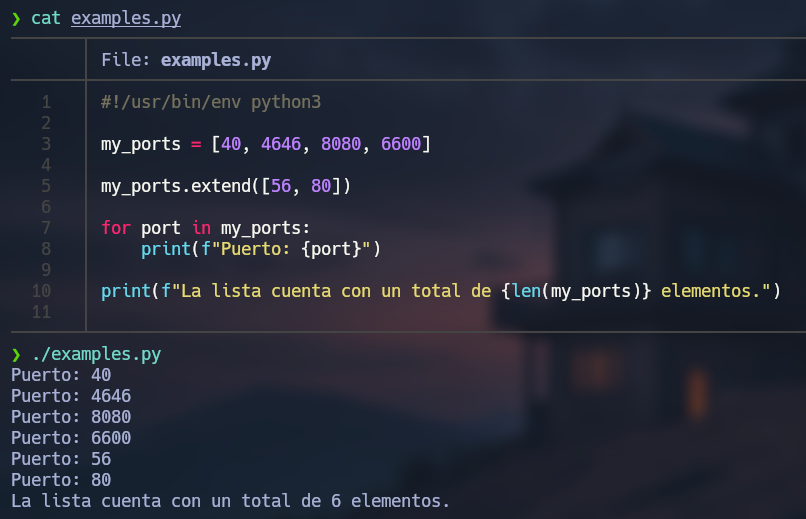 ❯ cat examples.py
File: examples.py
1 #!/usr/bin/env python3
2
3 my_ports = [40, 4646, 8080, 6600]
4
5 my_ports.extend([56, 80])
6
7 for port in my_ports:
8     print(f"Puerto: {port}")
9
10 print(f"La lista cuenta con un total de {len(my_ports)} elementos.")
11
❯ ./examples.py
Puerto: 40
Puerto: 4646
Puerto: 8080
Puerto: 6600
Puerto: 56
Puerto: 80
La lista cuenta con un total de 6 elementos.